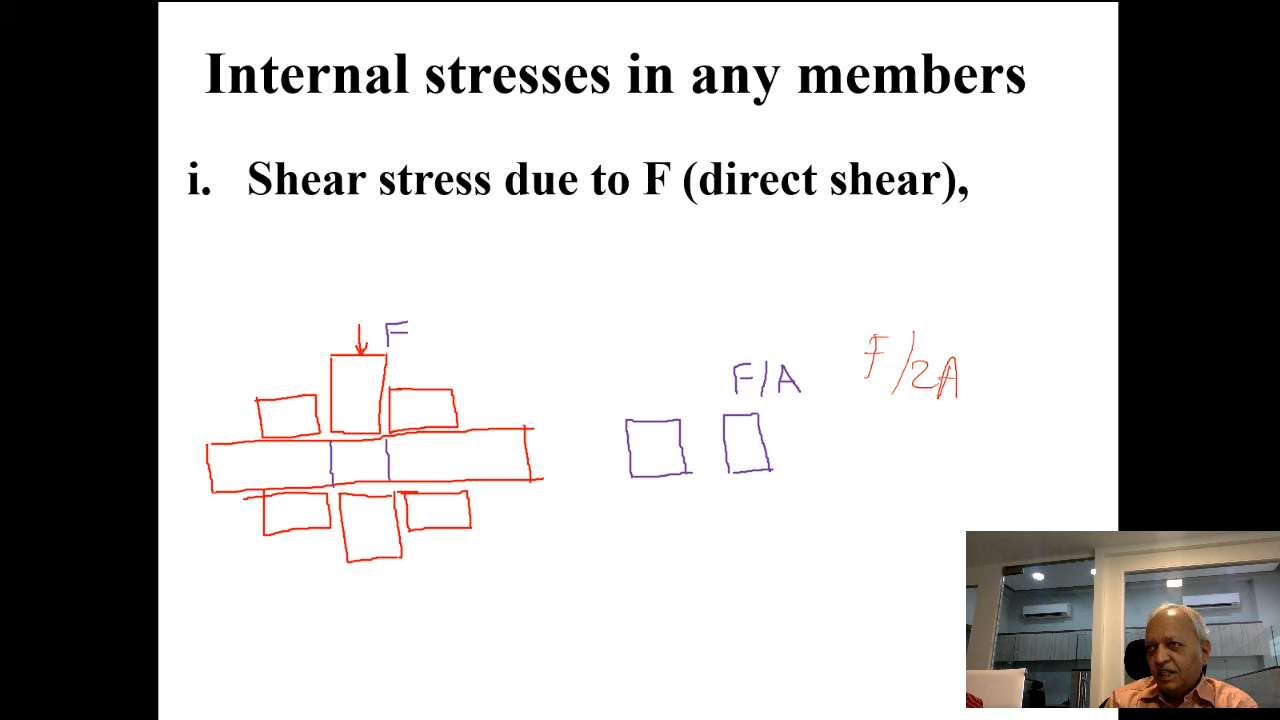 Internal stresses in any members
i. Shear stress due to F (direct shear),
F
F/A
F/2A